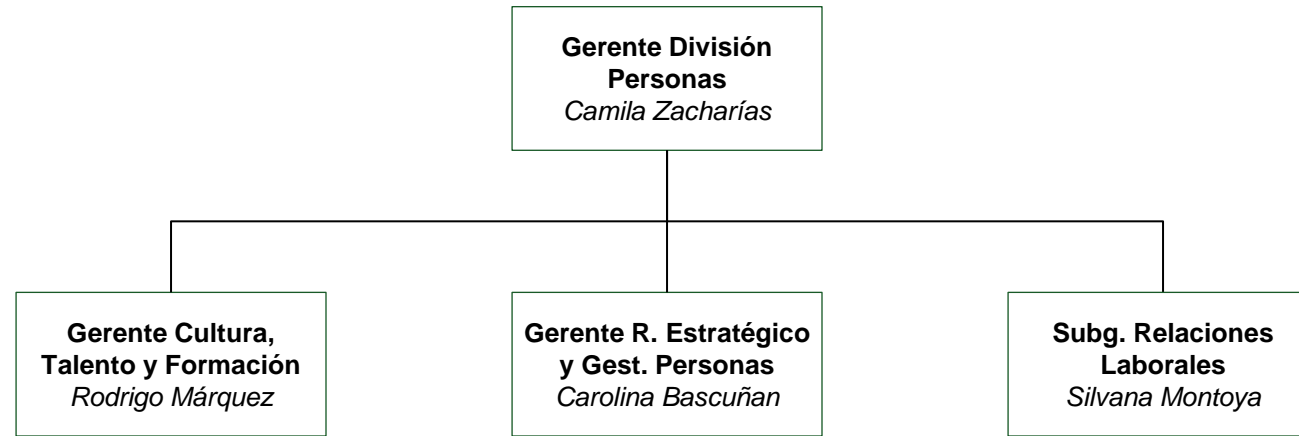 Gerente División
Personas
Camila Zacharías
Gerente Cultura,
Talento y Formación
Rodrigo Márquez
Gerente R. Estratégico
y Gest. Personas
Carolina Bascuñan
Subg. Relaciones
Laborales
Silvana Montoya